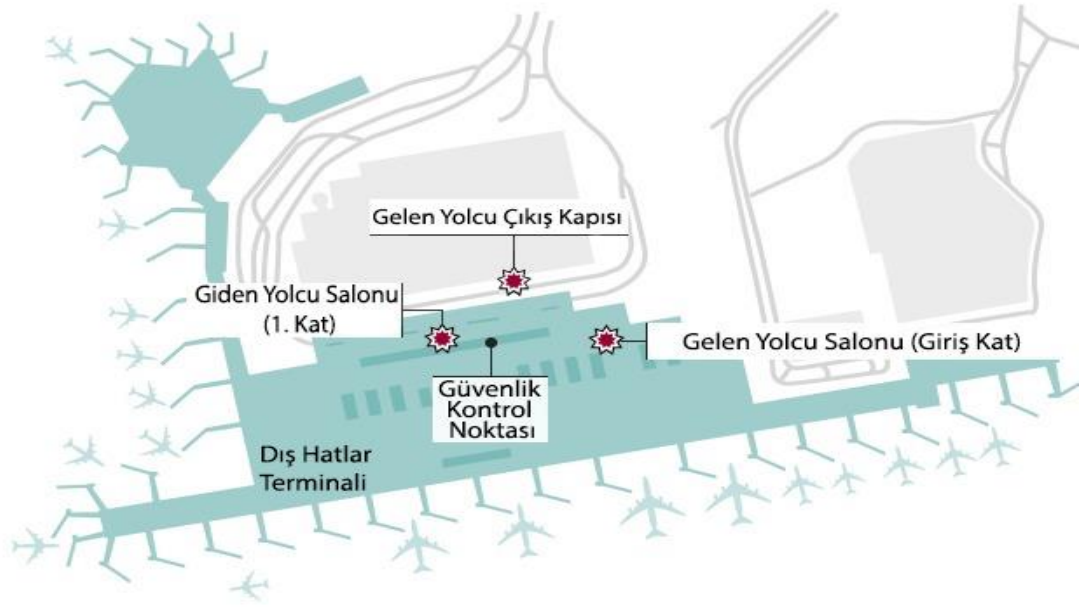 Gelen Yolcu Çıkış Kapısı
Giden Yolcu Salonu
(1. Kat)
Gelen Yolcu Salonu (Giriş Kat)
Güvenlik
Kontrol
Noktası
Dış Hatlar
Terminali